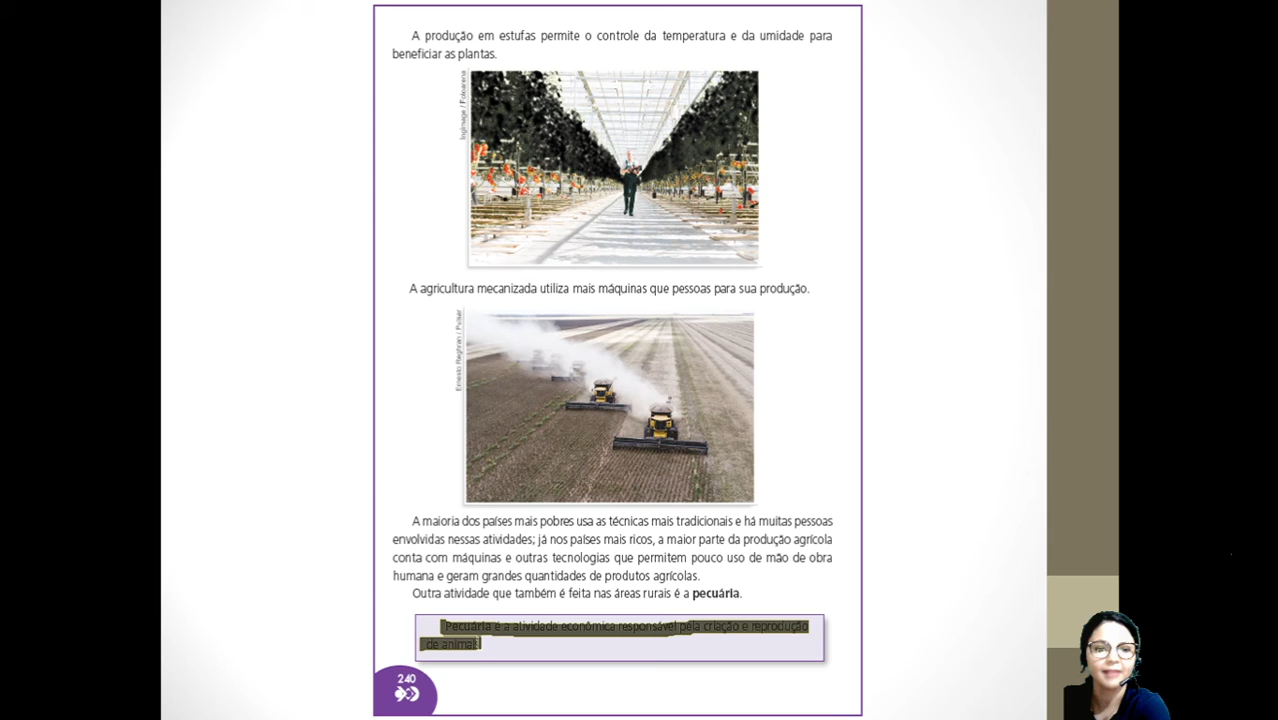 A produção em estufas permite o controle da temperatura e da umidade para
beneficiar as plantas.
A agricultura mecanizada utiliza mais máquinas que pessoas para sua produção.
A maioria dos países mais pobres usa as técnicas mais tradicionais e há muitas pessoas
envolvidas nessas atividades; já nos países mais ricos, a maior parte da produção agrícola
conta com máquinas e outras tecnologias que permitem pouco uso de mão de obra
humana e geram grandes quantidades de produtos agrícolas.
Outra atividade que também é feita nas áreas rurais é a pecuária.
Pecuária é a atividade econômica responsável pela criação e reprodução
de animais
240